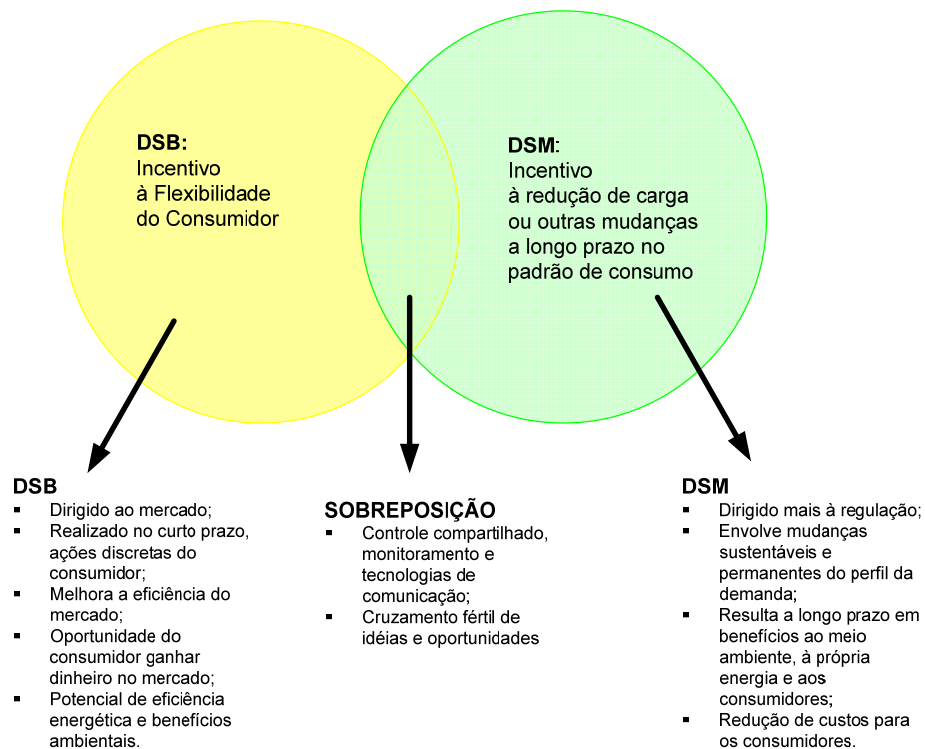 DSB:
Incentivo
à Flexibilidade
do Consumidor
DSM:
Incentivo
à redução de carga
ou outras mudanças
a longo prazo no
padrão de consumo
DSB
▪ Dirigido ao mercado;
▪ Realizado no curto prazo,
ações discretas do
consumidor;
▪ Melhora a eficiência do
mercado;
▪ Oportunidade do
consumidor ganhar
dinheiro no mercado;
▪ Potencial de eficiência
energética e benefícios
ambientais.
SOBREPOSIÇÃO
▪ Controle compartilhado,
monitoramento e
tecnologias de
comunicação;
▪ Cruzamento fértil de
idéias e oportunidades
DSM
▪ Dirigido mais à regulação;
▪ Envolve mudanças
sustentáveis e
permanentes do perfil da
demanda;
▪ Resulta a longo prazo em
benefícios ao meio
ambiente, à própria
energia e aos
consumidores;
▪ Redução de custos para
os consumidores.